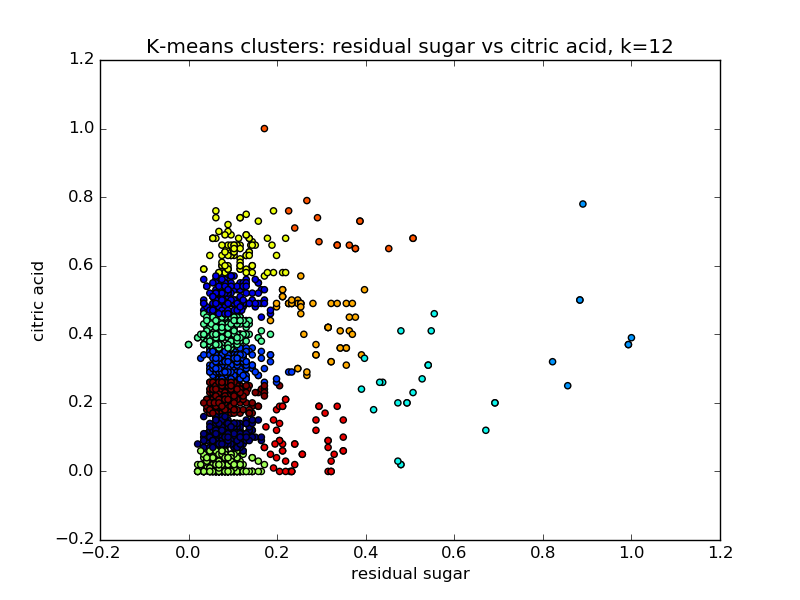 K-means clusters: residual sugar vs citric acid, k=12
1.2
1.0
0.8
0.6
0.4
0.2
0.0
−0.2
citric acid
−0.2 0.0 0.2 0.4 0.6 0.8 1.0 1.2
residual sugar